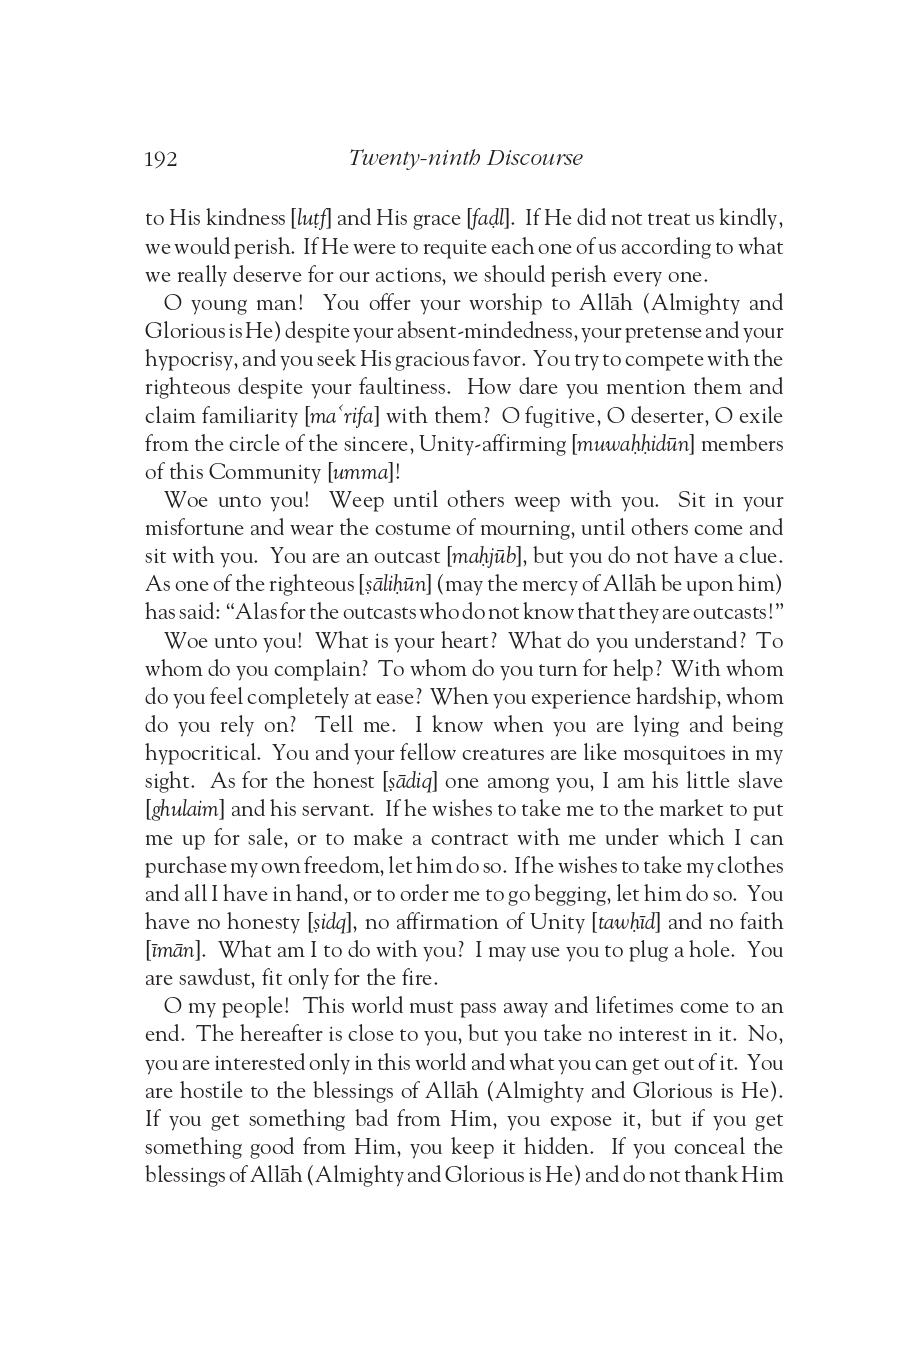 192 Twenty-ninth Discourse
to His kindness [luṭf] and His grace [faḍl]. If He did not treat us kindly,
we would perish. If He were to requite each one of us according to what
we really deserve for our actions, we should perish every one.
O young man! You offer your worship to Allāh (Almighty and
Glorious is He) despite your absent-mindedness, your pretense and your
hypocrisy, and you seek His gracious favor. You try to compete with the
righteous despite your faultiness. How dare you mention them and
claim familiarity [maʿrifa] with them? O fugitive, O deserter, O exile
from the circle of the sincere, Unity-affirming [muwaḥḥidūn] members
of this Community [umma]!
Woe unto you! Weep until others weep with you. Sit in your
misfortune and wear the costume of mourning, until others come and
sit with you. You are an outcast [maḥjūb], but you do not have a clue.
As one of the righteous [ṣāliḥūn] (may the mercy of Allāh be upon him)
has said: “Alas for the outcasts who do not know that they are outcasts!”
Woe unto you! What is your heart? What do you understand? To
whom do you complain? To whom do you turn for help? With whom
do you feel completely at ease? When you experience hardship, whom
do you rely on? Tell me. I know when you are lying and being
hypocritical. You and your fellow creatures are like mosquitoes in my
sight. As for the honest [ṣādiq] one among you, I am his little slave
[ghulaim] and his servant. If he wishes to take me to the market to put
me up for sale, or to make a contract with me under which I can
purchase my own freedom, let him do so. If he wishes to take my clothes
and all I have in hand, or to order me to go begging, let him do so. You
have no honesty [ṣidq], no affirmation of Unity [tawḥīd] and no faith
[īmān]. What am I to do with you? I may use you to plug a hole. You
are sawdust, fit only for the fire.
O my people! This world must pass away and lifetimes come to an
end. The hereafter is close to you, but you take no interest in it. No,
you are interested only in this world and what you can get out of it. You
are hostile to the blessings of Allāh (Almighty and Glorious is He).
If you get something bad from Him, you expose it, but if you get
something good from Him, you keep it hidden. If you conceal the
blessings of Allāh (Almighty and Glorious is He) and do not thank Him